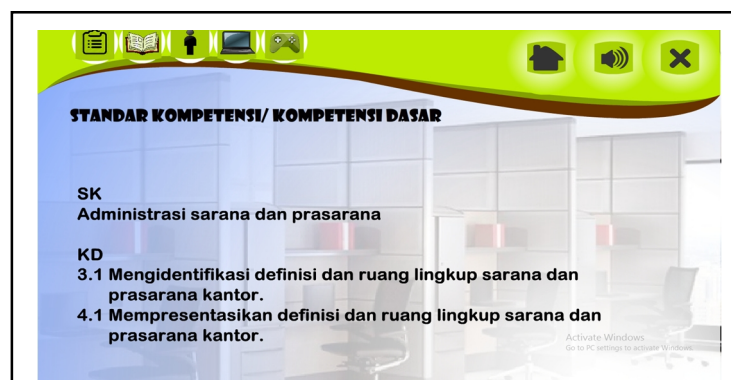 STANDAR KOMPETENSI/ KOMPETENSI DASAR
SK
Administrasi sarana dan prasarana
KD
3.1 Mengidentifikasi definisi dan ruang lingkup sarana dan
prasarana kantor.
4.1 Mempresentasikan definisi dan ruang lingkup sarana dan
prasarana kantor.
Activate Windows
Go to PC settings to activate Windows.